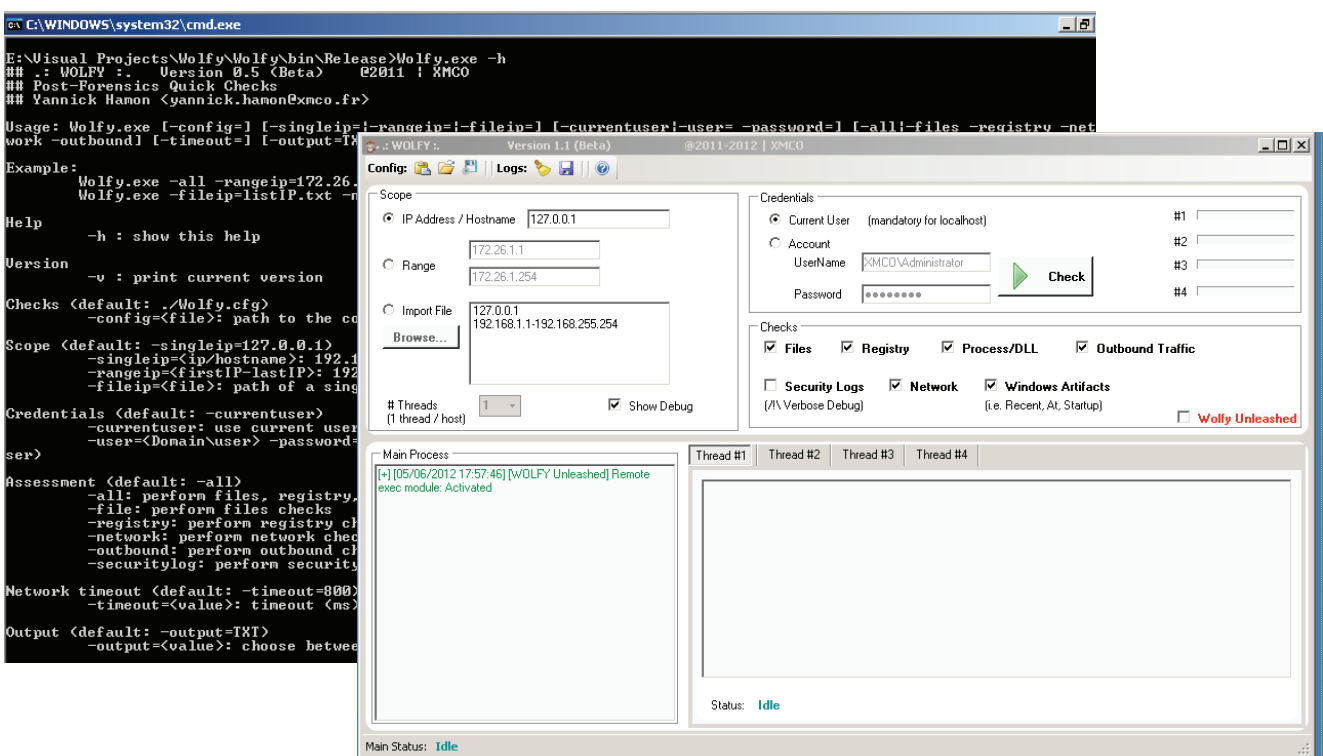 C:\WINDOWS\system32\cmd.exe
E:\Visual Projects\Wolfy\Wolfy\bin\Release>Wolfy.exe -h
## .: WOLFY :.   Version 0.5 (Beta)    @2011 | XMCO
## Post-Forensics Quick Checks
## Yannick Hamon <yannick.hamon@xmco.fr>
Usage: Wolfy.exe [-config=] [-singleip=|-rangeip=|-fileip=] [-currentuser|-user= -password=] [-all|-files -registry -net
work -outbound] [-timeout=] [-output=TX
Example:
Wolfy.exe -all -rangeip=172.26.
Wolfy.exe -fileip=listIP.txt
Help
-h : show this help
Version
-v : print current version
Checks (default: ./Wolfy.cfg)
-config=<file>: path to the co
Scope (default: -singleip=127.0.0.1)
-singleip=<ip/hostname>: 192.1
-rangeip=<firstIP-lastIP>: 192
-fileip=<file>: path of a sing
Credentials (default: -currentuser)
-currentuser: use current user
-user=<Domain\user> -password=
ser)
Assessment (default: -all)
-all: perform files, registry,
-file: perform files checks
-registry: perform registry ch
-network: perform network chec
-outbound: perform outbound ch
-securitylog: perform security
Network timeout (default: -timeout=800)
-timeout=<value>: timeout (ms)
Output (default: -output=TXT)
-output=<value>: choose betwee
.: WOLFY :.   Version 1.1 (Beta)   @2011-2012 | XMCO
Config: Logs:
Scope
IP Address / Hostname 127.0.0.1
Range
172.26.1.1
172.26.1.254
Import File
Browse...
127.0.0.1
192.168.1.1-192.168.255.254
# Threads
(1 thread / host)
1
Show Debug
Credentials
Current User (mandatory for localhost)
Account
UserName XMCO\Administrator
Password ●●●●●●●●
Check
#1
#2
#3
#4
Checks
Files Registry Process/DLL Outbound Traffic
Security Logs Network Windows Artifacts
(/!\ Verbose Debug) (i.e. Recent, At, Startup)
Wolfy Unleashed
Main Process
[+] [05/06/2012 17:57:46] [WOLFY Unleashed] Remote
exec module: Activated
Thread #1 Thread #2 Thread #3 Thread #4
Status: Idle
Main Status: Idle